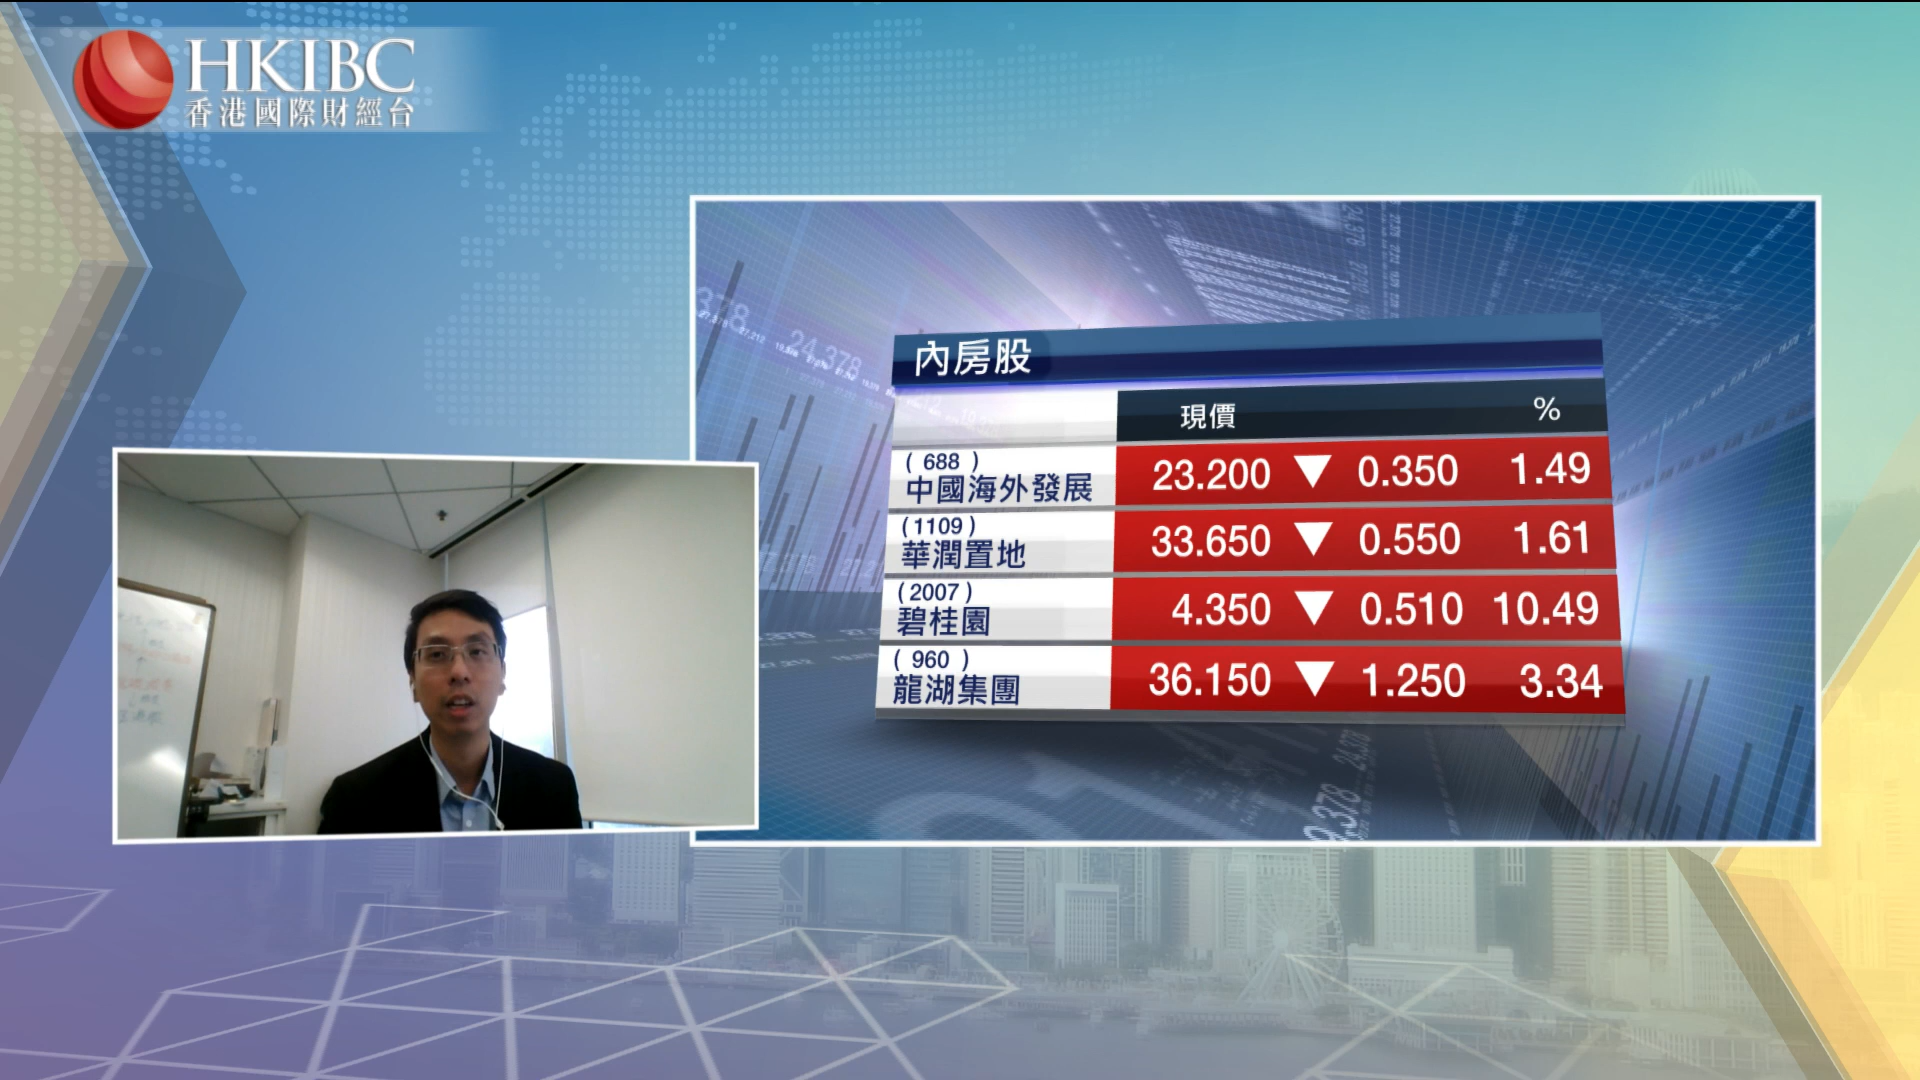 HKIBC
香港國際財經台
內房股
現價 %
( 688 )
中國海外發展 23.200 ▼ 0.350 1.49
(1109)
華潤置地 33.650 ▼ 0.550 1.61
(2007)
碧桂園 4.350 ▼ 0.510 10.49
( 960 )
龍湖集團 36.150 ▼ 1.250 3.34